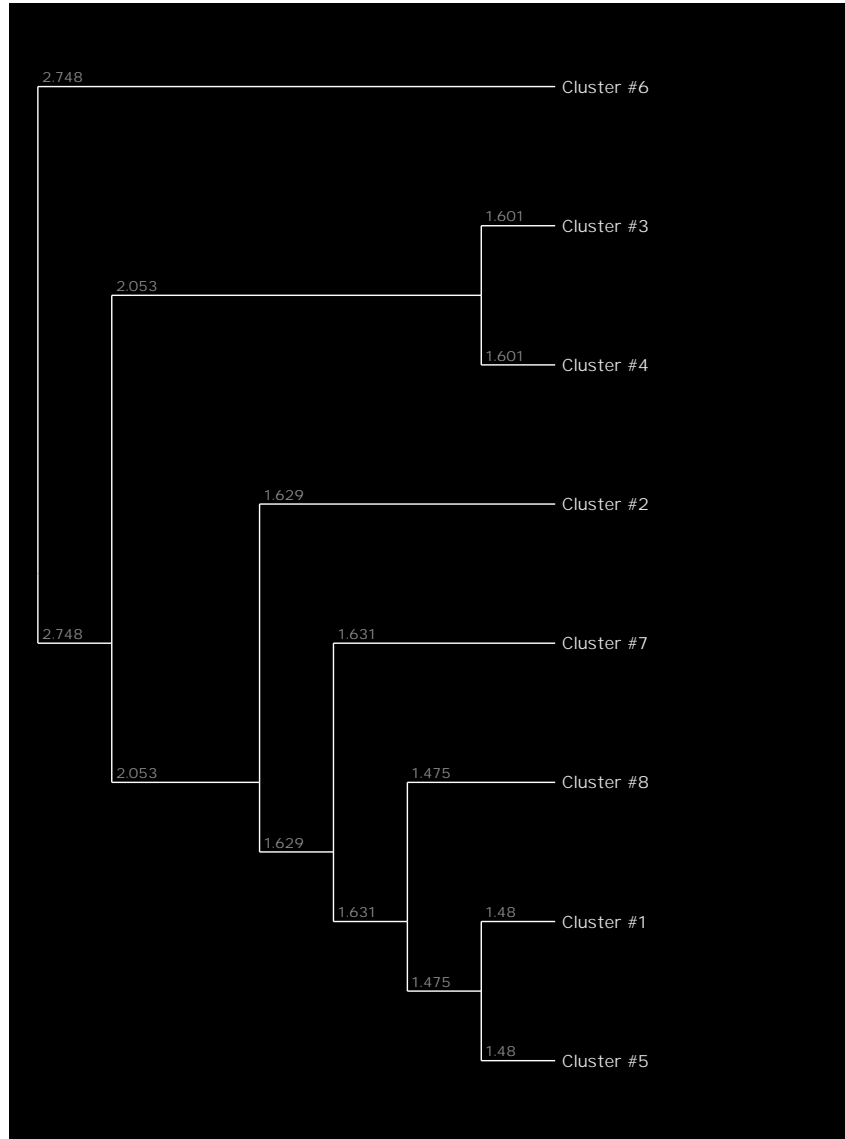 2.748
Cluster #6
1.601
Cluster #3
2.053
1.601
Cluster #4
1.629
Cluster #2
2.748
1.631
Cluster #7
2.053
1.475
Cluster #8
1.629
1.631
1.48
Cluster #1
1.475
1.48
Cluster #5